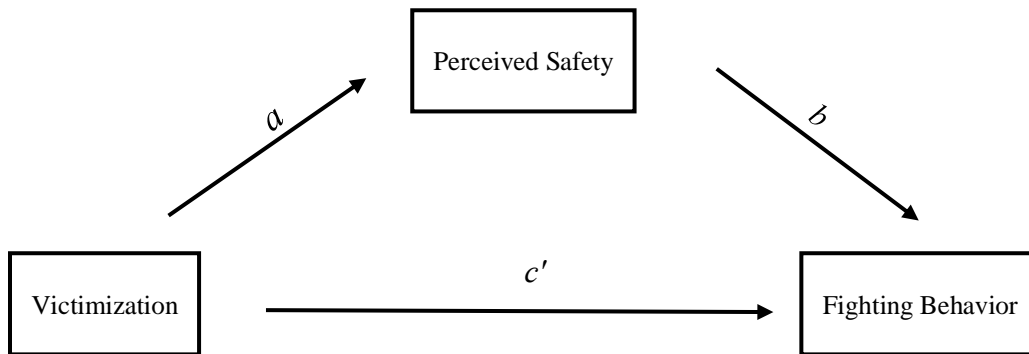 Perceived Safety
a
b
Victimization
c'
Fighting Behavior